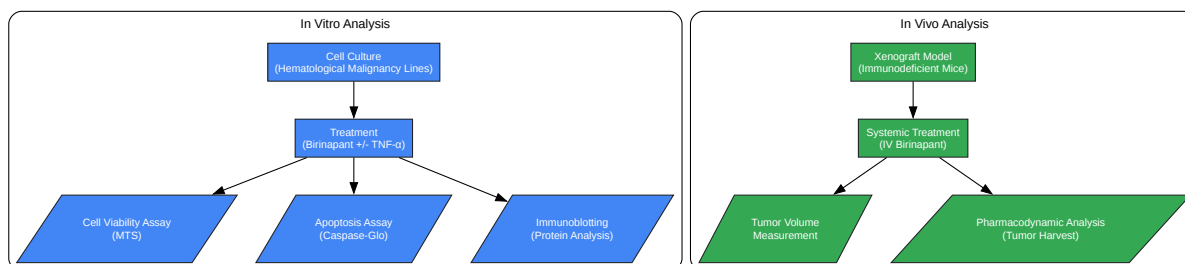 In Vitro Analysis
Cell Culture
(Hematological Malignancy Lines)
Treatment
(Birinapant +/- TNF-α)
Cell Viability Assay
(MTS)
Apoptosis Assay
(Caspase-Glo)
Immunoblotting
(Protein Analysis)
In Vivo Analysis
Xenograft Model
(Immunodeficient Mice)
Systemic Treatment
(IV Birinapant)
Tumor Volume
Measurement
Pharmacodynamic Analysis
(Tumor Harvest)